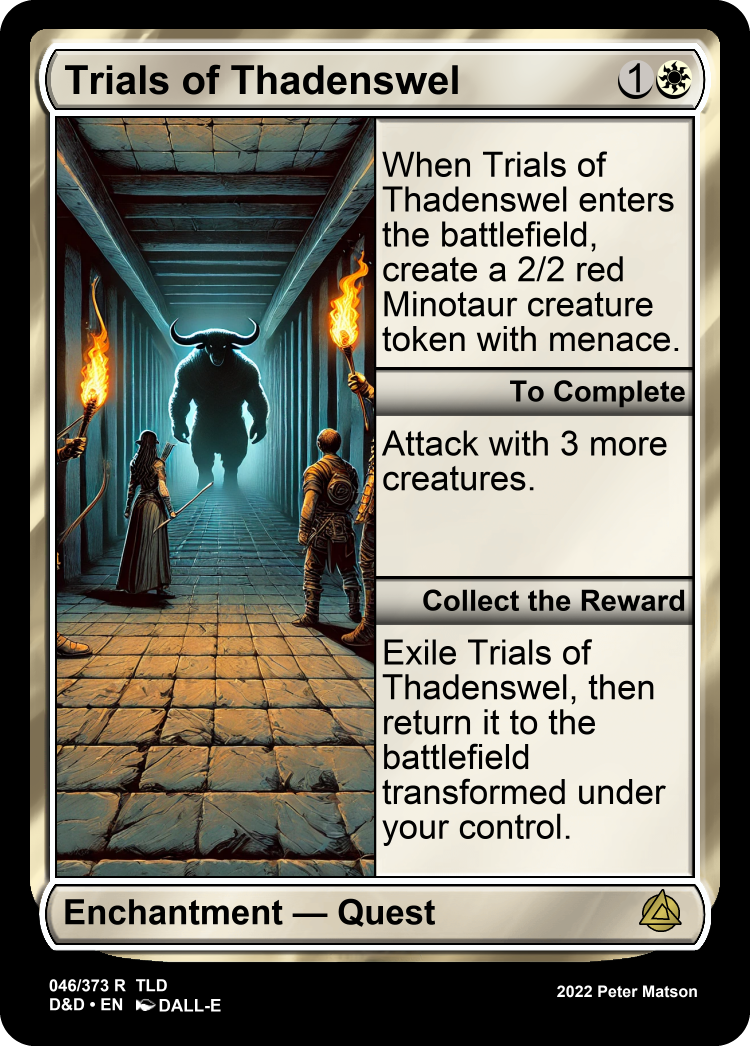 Trials of Thadenswel 1
When Trials of
Thadenswel enters
the battlefield,
create a 2/2 red
Minotaur creature
token with menace.
To Complete
Attack with 3 more
creatures.
Collect the Reward
Exile Trials of
Thadenswel, then
return it to the
battlefield
transformed under
your control.
Enchantment — Quest
046/373 R TLD
D&D • EN DALL-E
2022 Peter Matson